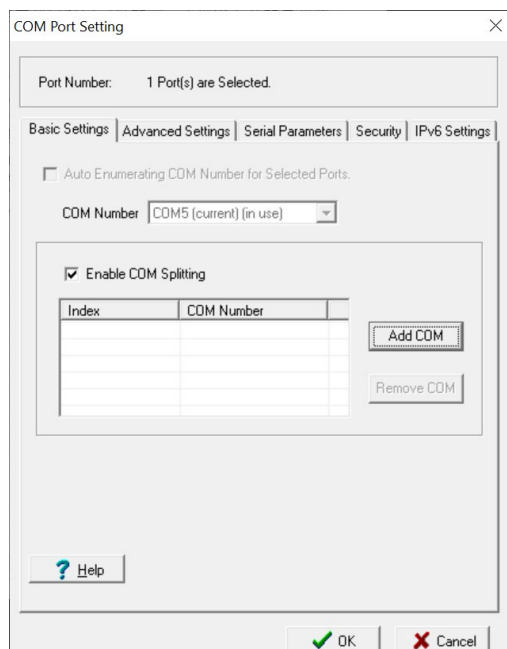 COM Port Setting
Port Number: 1 Port(s) are Selected.
Basic Settings Advanced Settings Serial Parameters Security IPv6 Settings
Auto Enumerating COM Number for Selected Ports.
COM Number COM5 (current) (in use)
Enable COM Splitting
Index COM Number
Add COM
Remove COM
? Help
OK Cancel